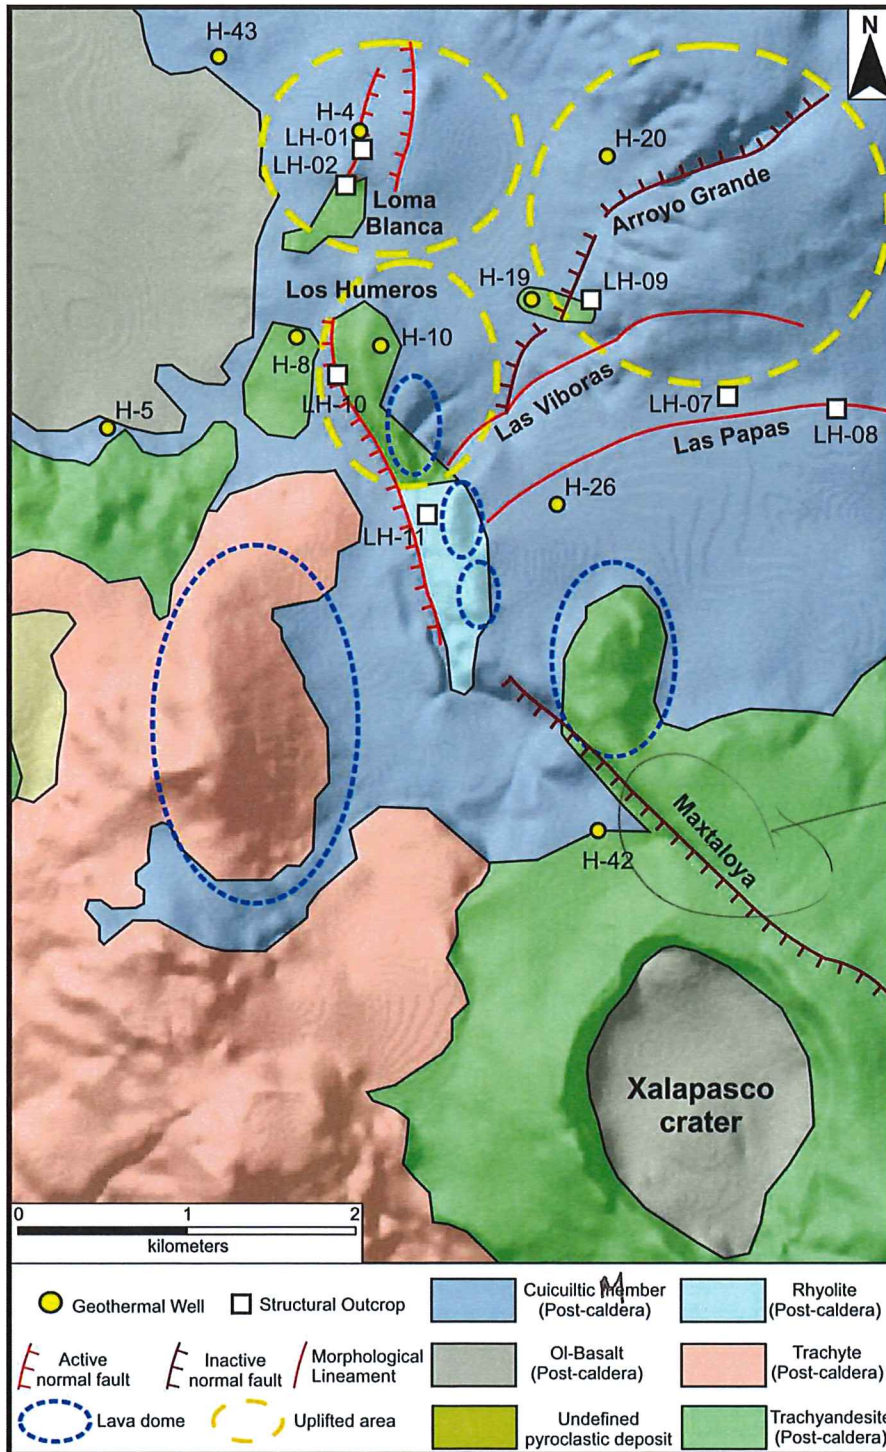 N
H-43
H-4
LH-01
LH-02
Loma
Blanca
H-20
Arroyo Grande
H-19
LH-09
Los Humeros
H-8
H-10
LH-10
H-5
Las Viboras
LH-07
Las Papas
LH-08
H-26
LH-11
Maxtaloya
H-42
Xalapasco
crater
0 1 2
kilometers
Geothermal Well
Structural Outcrop
Active
normal fault
Inactive
normal fault
Morphological
Lineament
Lava dome
Uplifted area
Cuicuiltic member
(Post-caldera)
M
Rhyolite
(Post-caldera)
Ol-Basalt
(Post-caldera)
Trachyte
(Post-caldera)
Undefined
pyroclastic deposit
Trachyandesite
(Post-caldera)